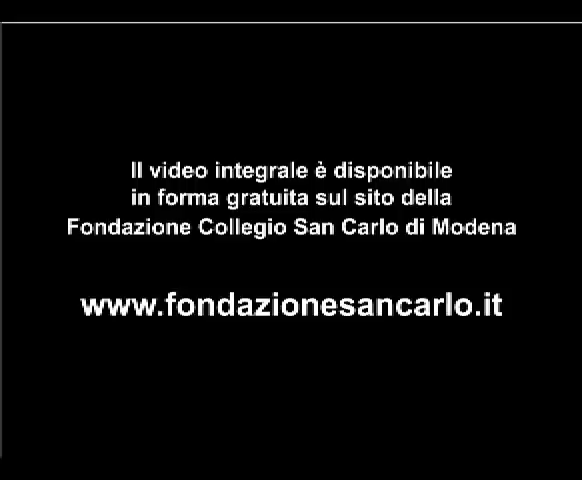 Il video integrale è disponibile
in forma gratuita sul sito della
Fondazione Collegio San Carlo di Modena
www.fondazionesancarlo.it